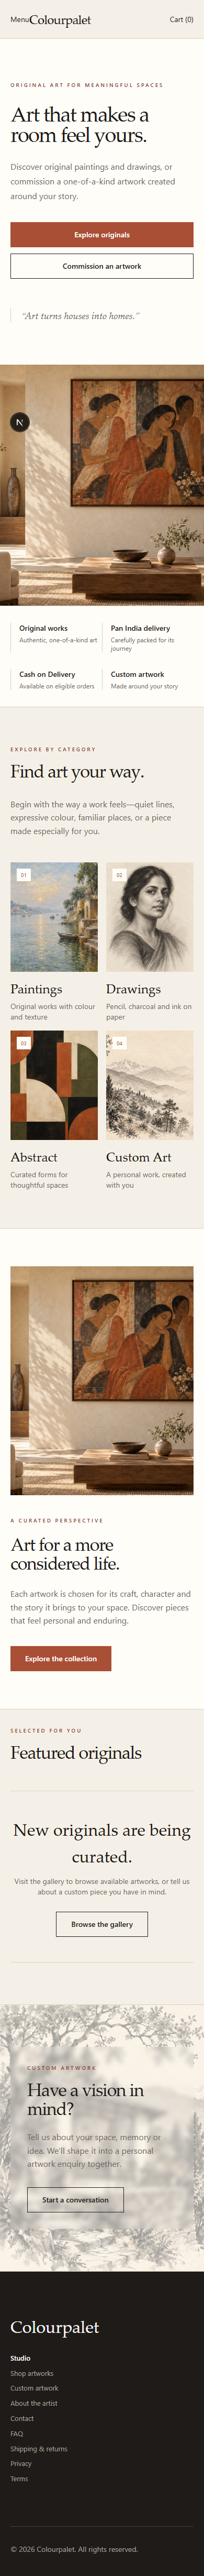 Menu Colourpalet Cart (0)
ORIGINAL ART FOR MEANINGFUL SPACES
Art that makes a
room feel yours.
Discover original paintings and drawings, or
commission a one-of-a-kind artwork created
around your story.
Explore originals
Commission an artwork
“Art turns houses into homes.”
N
Original works
Authentic, one-of-a-kind art
Pan India delivery
Carefully packed for its
journey
Cash on Delivery
Available on eligible orders
Custom artwork
Made around your story
EXPLORE BY CATEGORY
Find art your way.
Begin with the way a work feels—quiet lines,
expressive colour, familiar places, or a piece
made especially for you.
01
Paintings
Original works with colour
and texture
02
Drawings
Pencil, charcoal and ink on
paper
03
Abstract
Curated forms for
thoughtful spaces
04
Custom Art
A personal work, created
with you
A CURATED PERSPECTIVE
Art for a more
considered life.
Each artwork is chosen for its craft, character and
the story it brings to your space. Discover pieces
that feel personal and enduring.
Explore the collection
SELECTED FOR YOU
Featured originals
New originals are being
curated.
Visit the gallery to browse available artworks, or tell us
about a custom piece you have in mind.
Browse the gallery
CUSTOM ARTWORK
Have a vision in
mind?
Tell us about your space, memory or
idea. We’ll shape it into a personal
artwork enquiry together.
Start a conversation
Colourpalet
Studio
Shop artworks
Custom artwork
About the artist
Contact
FAQ
Shipping & returns
Privacy
Terms
© 2026 Colourpalet. All rights reserved.